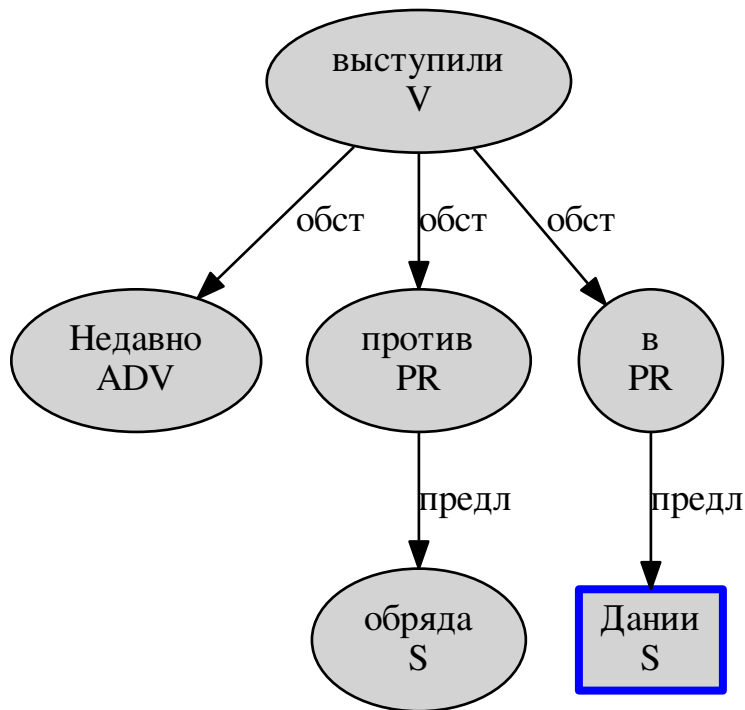 выступили
V
обст
обст
обст
Недавно
ADV
против
PR
в
PR
предл
предл
обряда
S
Дании
S